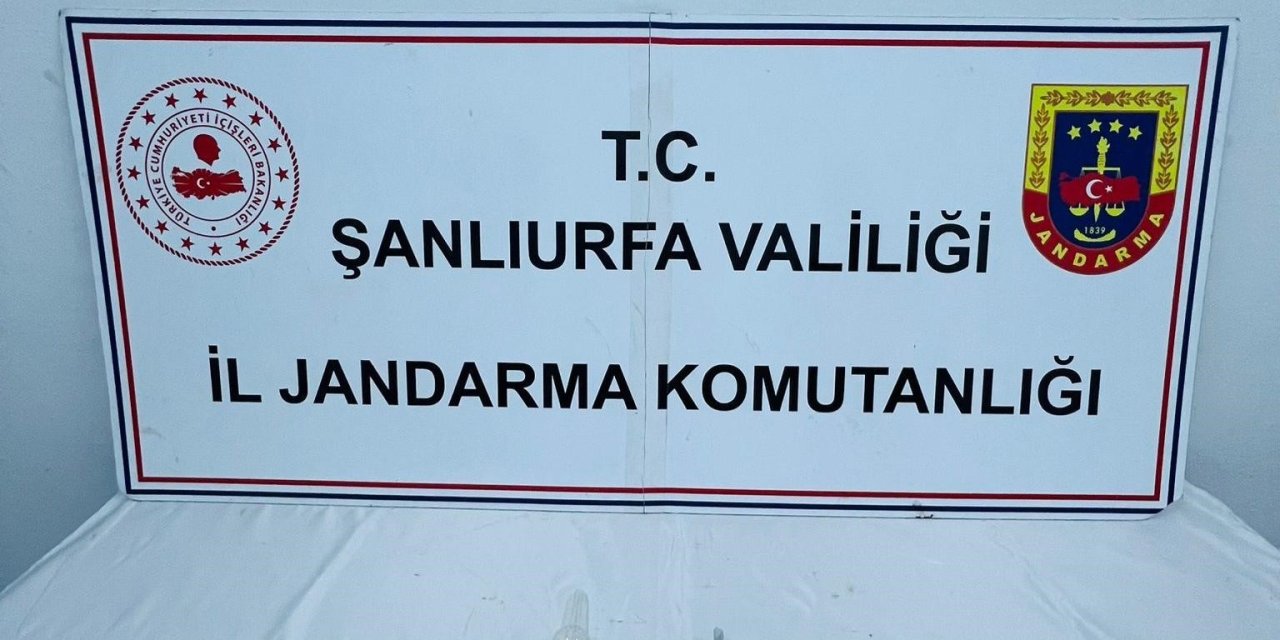 T.C.
ŞANLIURFA VALİLİĞİ
İL JANDARMA KOMUTANLIĞI
TÜRKİYE CUMHURİYETİ İÇİŞLERİ BAKANLIĞI
1839
JANDARMA